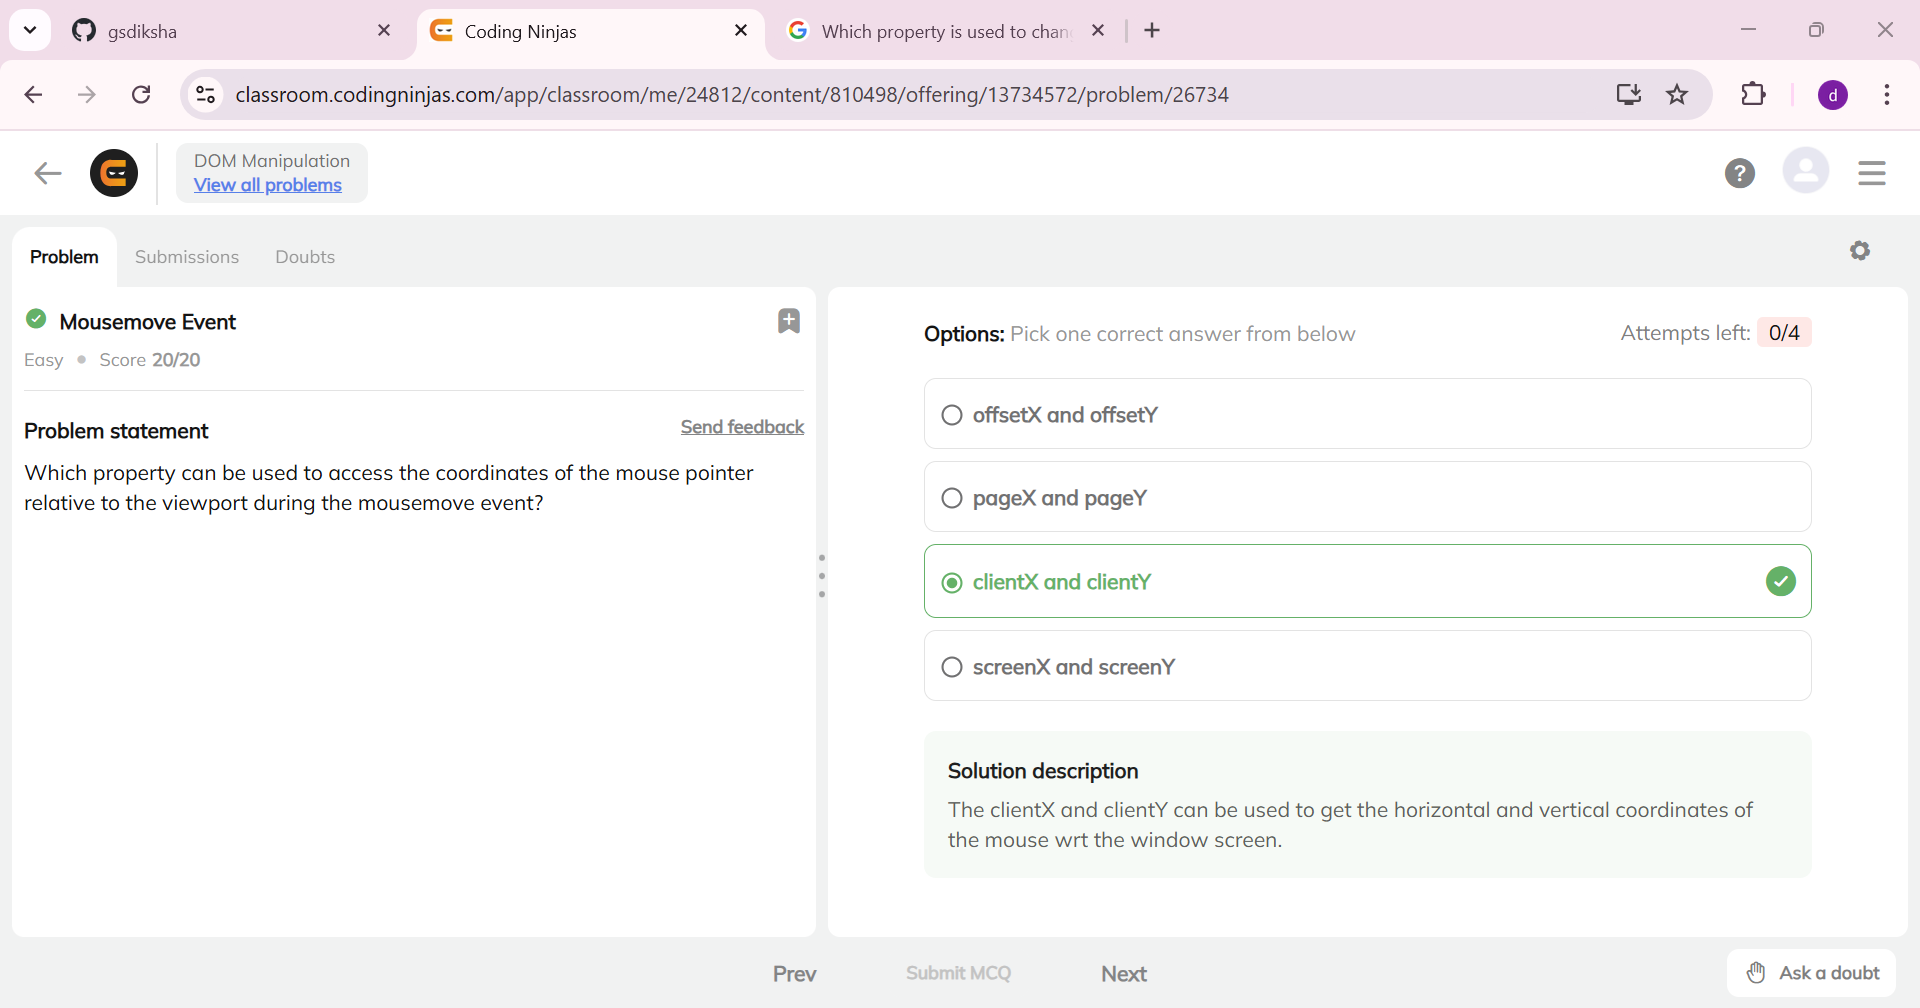 gsdiksha
Coding Ninjas
Which property is used to chan
classroom.codingninjas.com/app/classroom/me/24812/content/810498/offering/13734572/problem/26734
d
DOM Manipulation
View all problems
?
Problem
Submissions
Doubts
Mousemove Event
Easy • Score 20/20
Problem statement
Send feedback
Which property can be used to access the coordinates of the mouse pointer
relative to the viewport during the mousemove event?
Options: Pick one correct answer from below
Attempts left: 0/4
offsetX and offsetY
pageX and pageY
clientX and clientY
screenX and screenY
Solution description
The clientX and clientY can be used to get the horizontal and vertical coordinates of
the mouse wrt the window screen.
Prev
Submit MCQ
Next
Ask a doubt